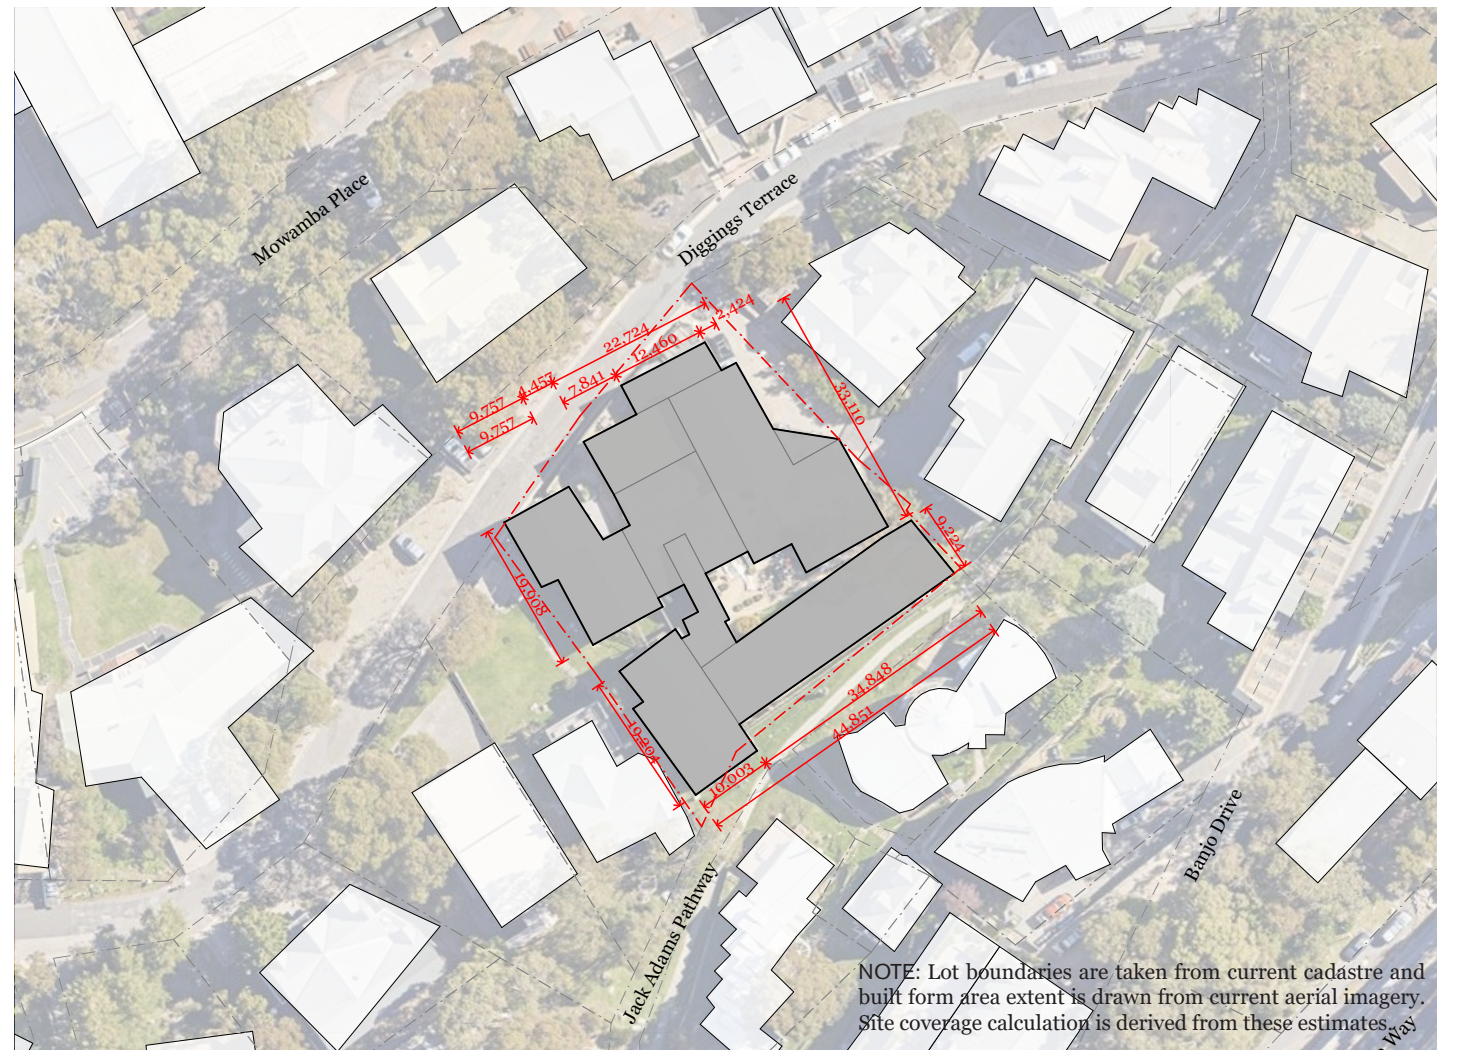 Mowamba Place
Diggings Terrace
2,424
22,724
12,460
4,457
7,841
9,757
9,757
33,110
9,224
19,908
34,848
44,851
19,204
10,003
Banjo Drive
Jack Adams Pathway
NOTE: Lot boundaries are taken from current cadastre and
built form area extent is drawn from current aerial imagery.
Site coverage calculation is derived from these estimates.
Way